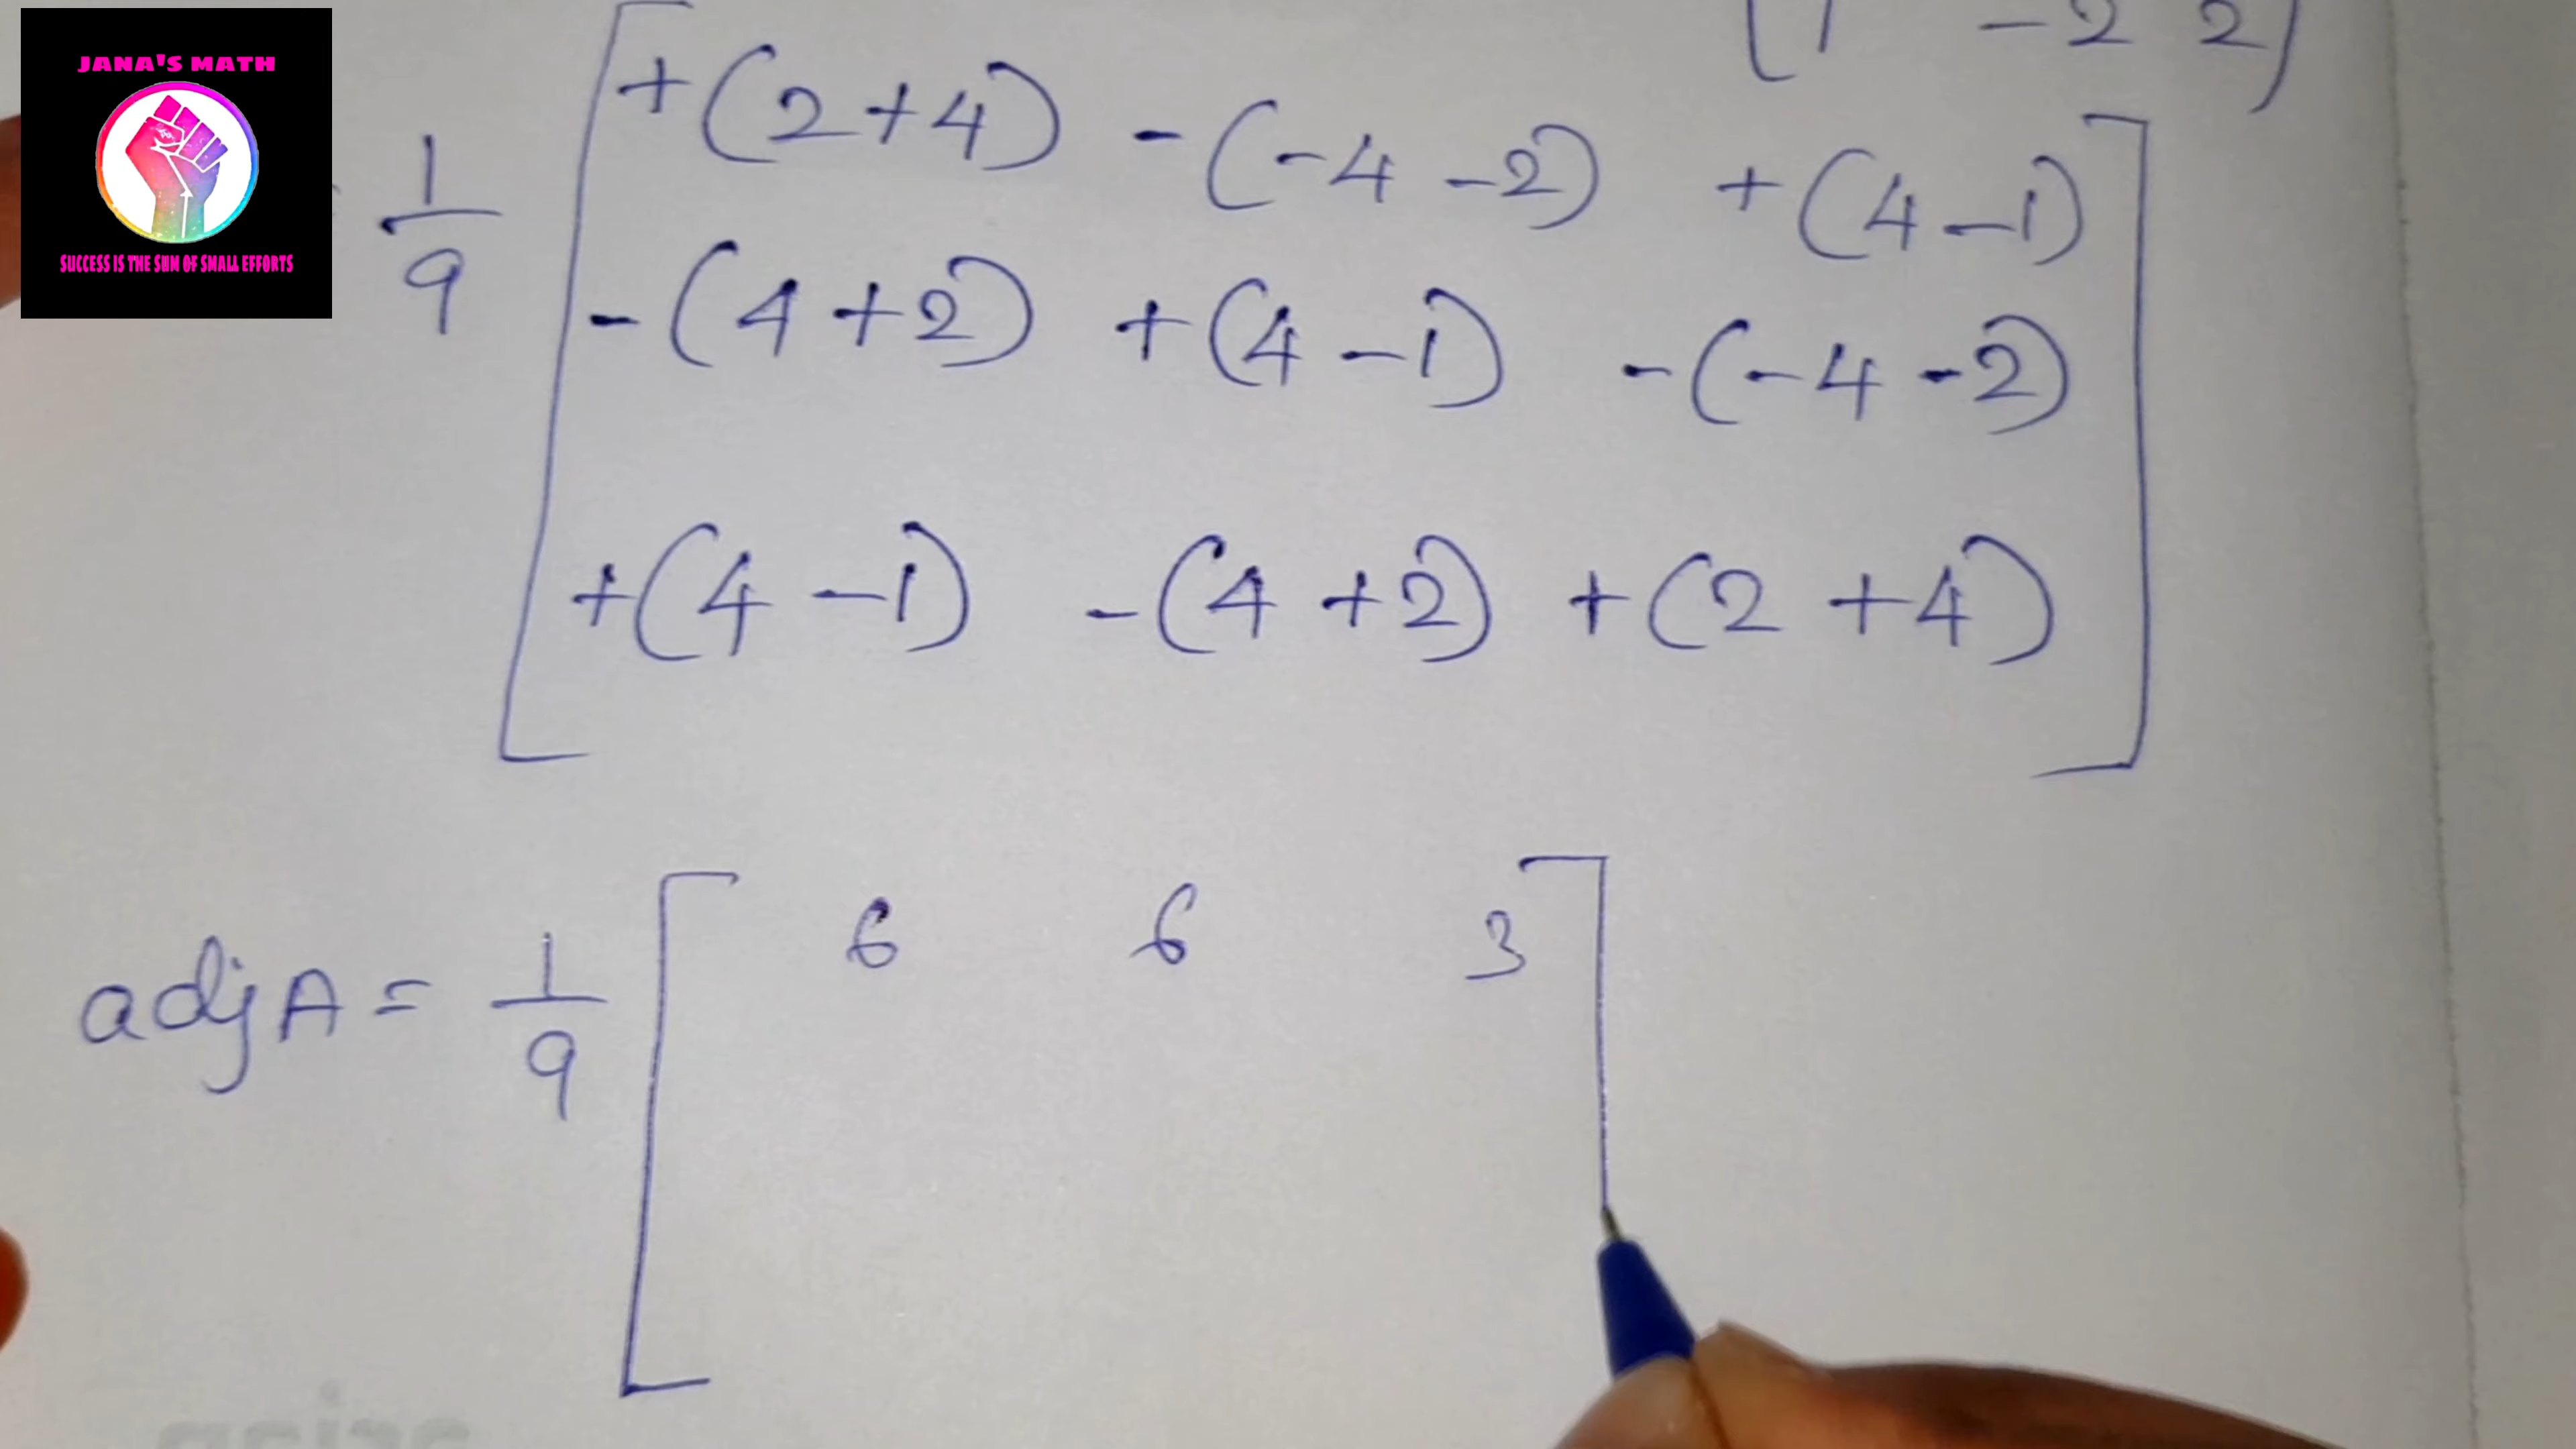 JANA'S MATH
SUCCESS IS THE SUM OF SMALL EFFORTS
1 -2 2
1/9 [ +(2+4) -(-4-2) +(4-1)
-(4+2) +(4-1) -(-4-2)
+(4-1) -(4+2) +(2+4) ]
adj A = 1/9 [ 6 6 3 ]